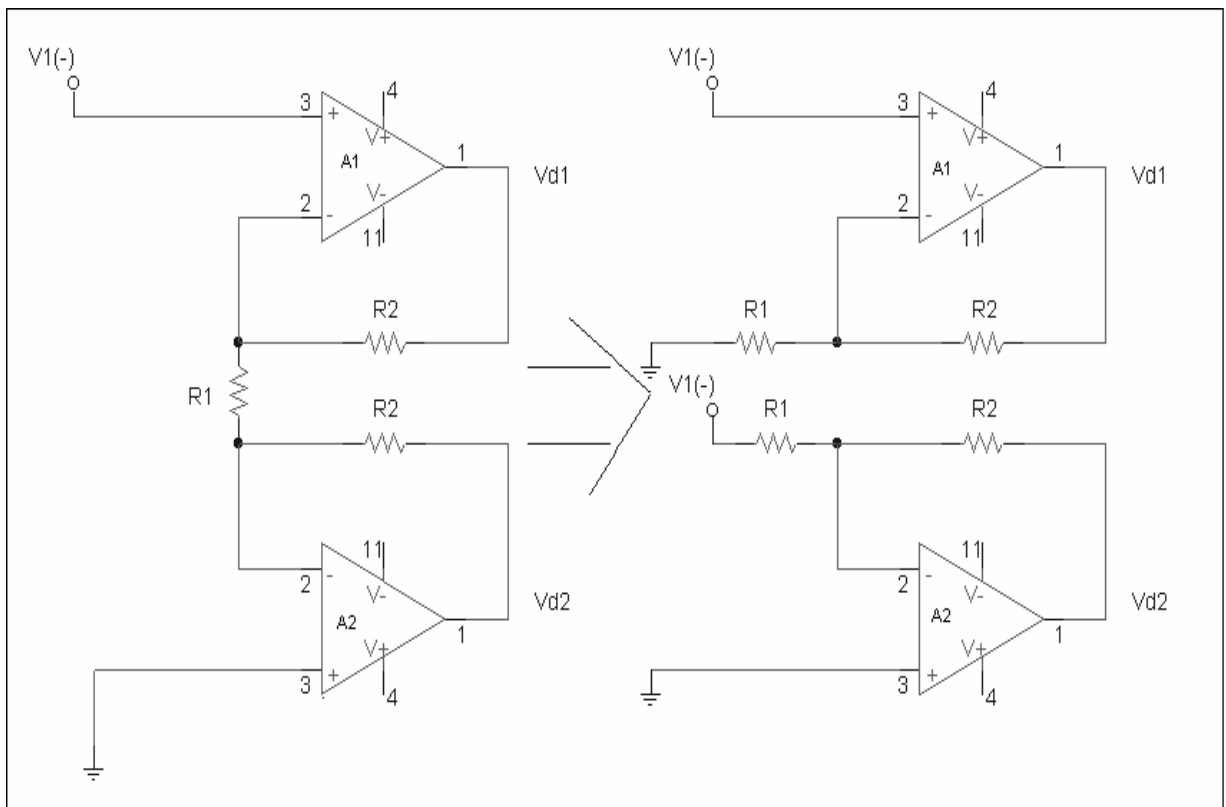 V1(-)
3
+
4
V+
A1
1
Vd1
V-
2
-
11
R2
R1
R2
11
2
-
V-
A2
Vd2
1
V+
3
+
4
V1(-)
3
+
4
V+
A1
1
Vd1
V-
2
-
11
R1
R2
V1(-)
R1
R2
11
2
-
V-
A2
Vd2
1
V+
3
+
4